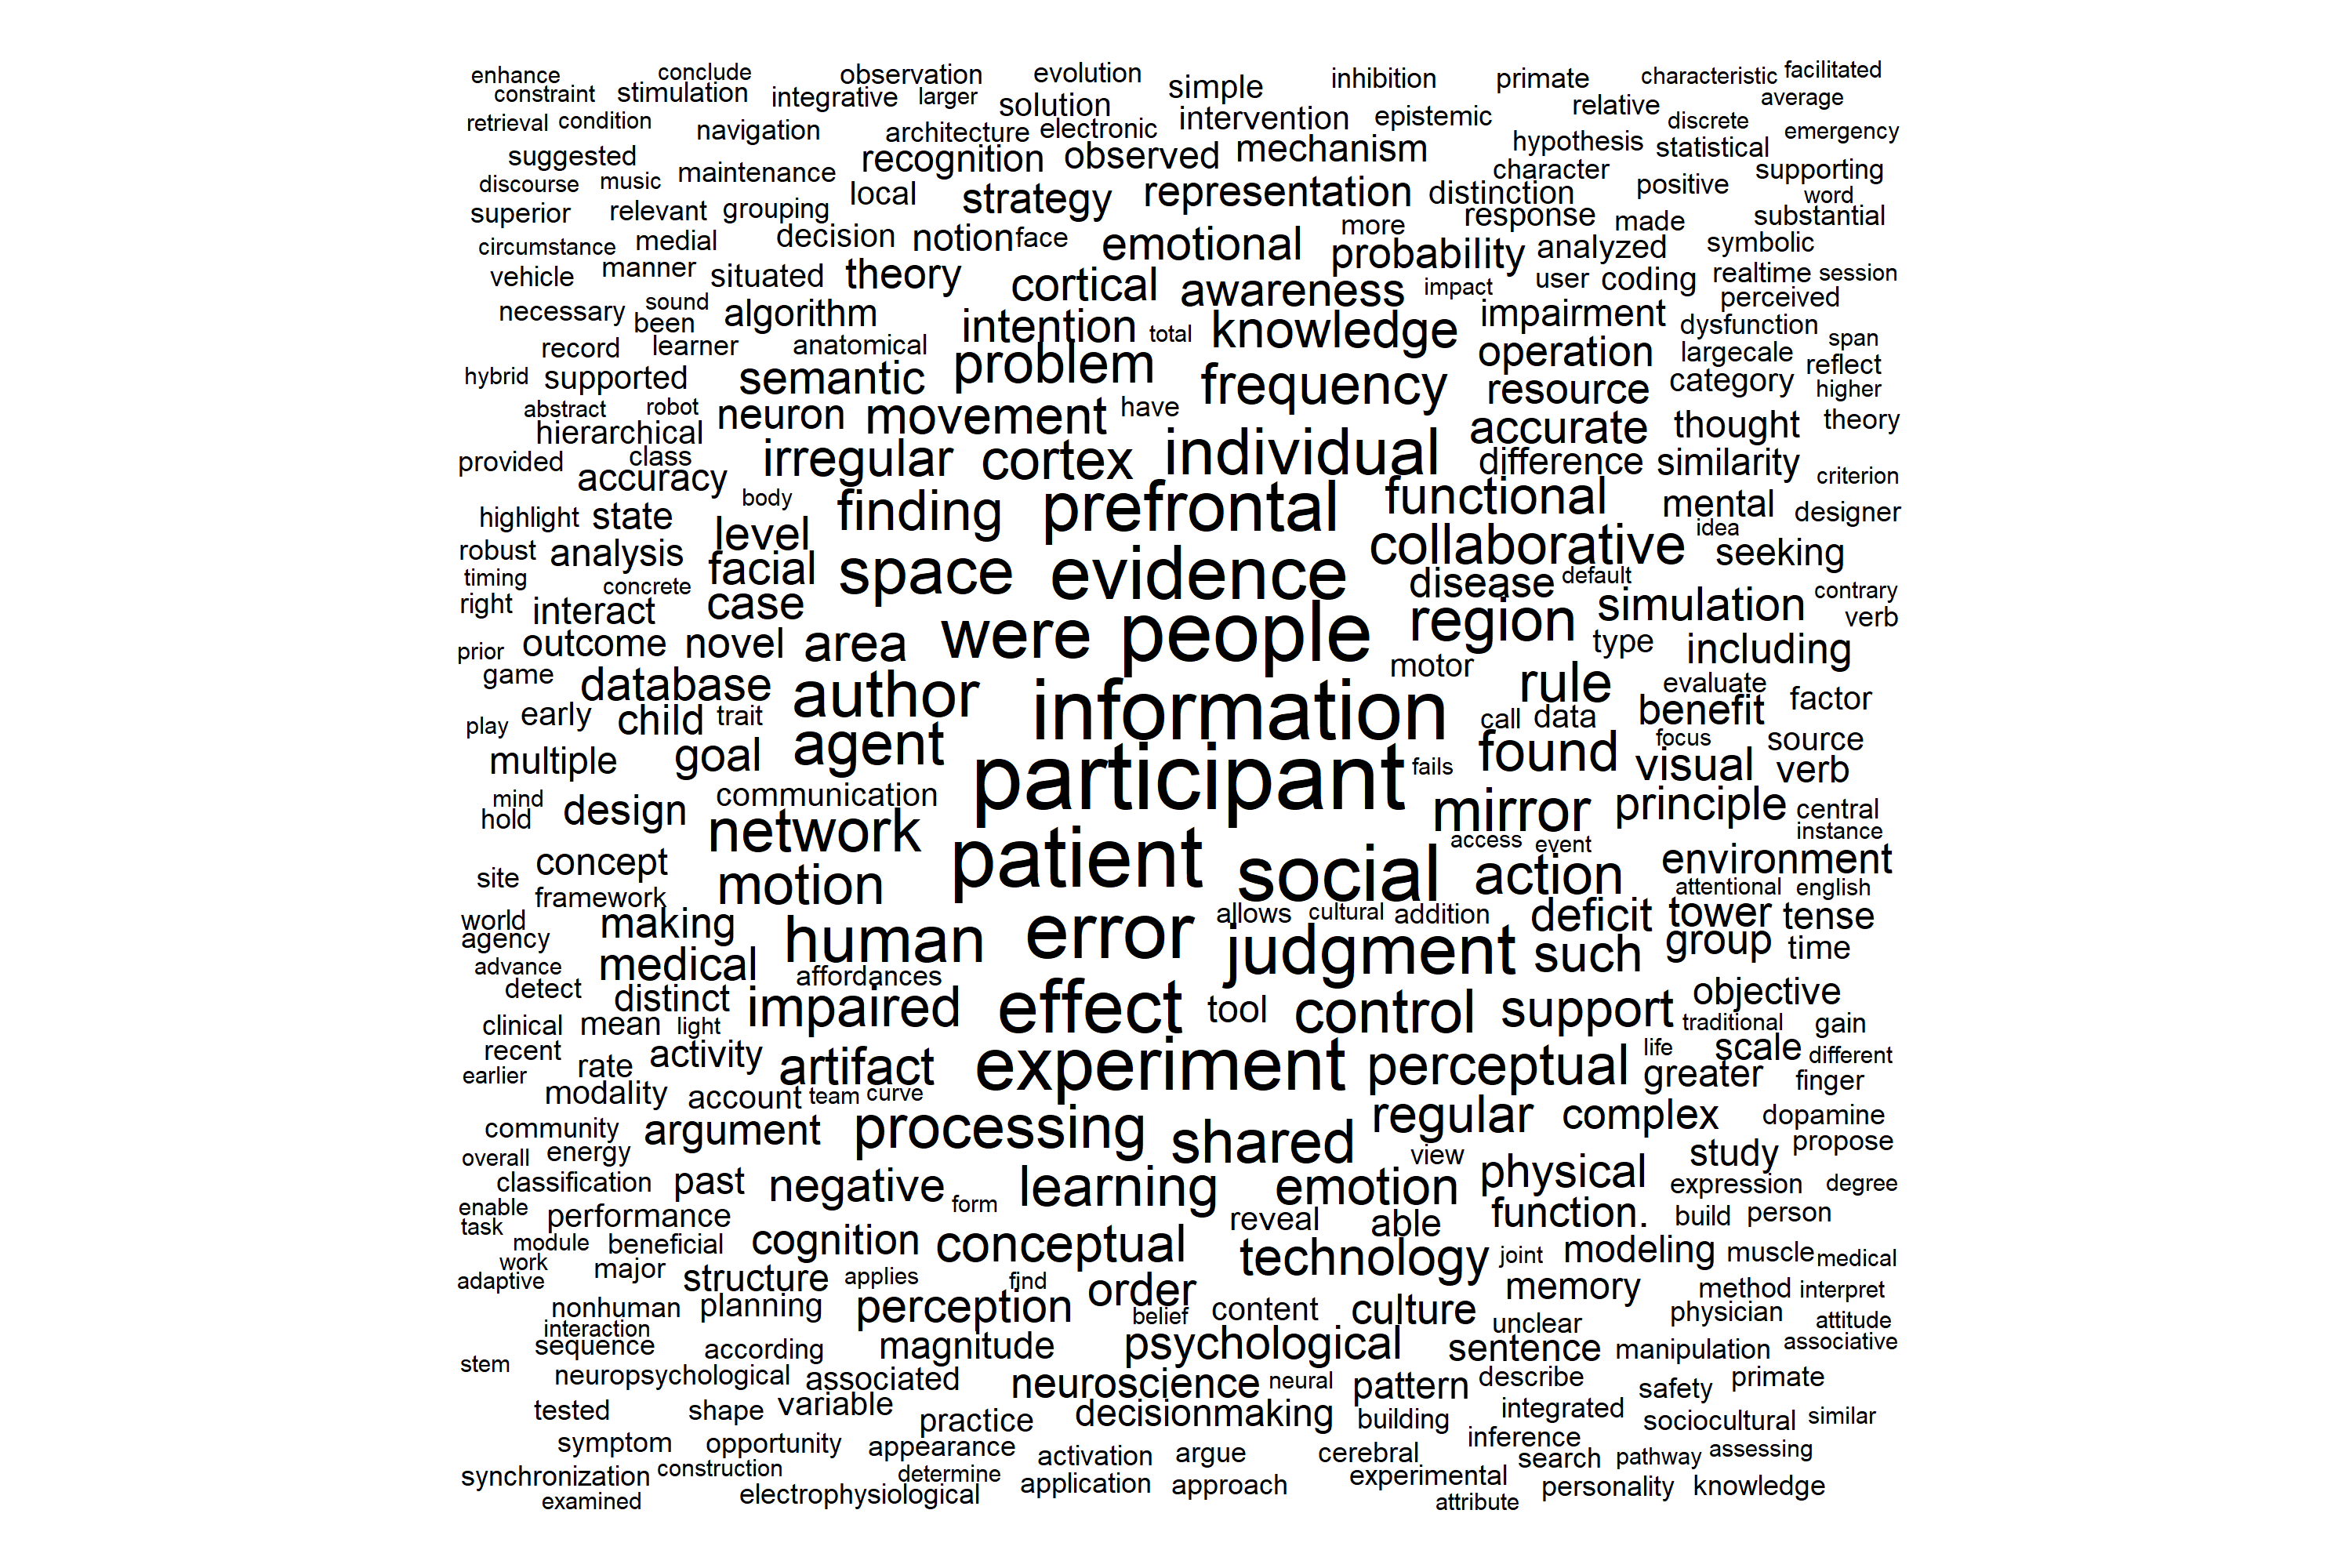 enhance conclude observation evolution simple inhibition primate characteristic facilitated
constraint stimulation integrative larger solution intervention epistemic relative average
retrieval condition navigation architecture electronic hypothesis discrete emergency
suggested recognition observed mechanism statistical
discourse music maintenance local strategy representation distinction character positive supporting
superior relevant grouping response made word substantial
circumstance medial decision notion face emotional more probability analyzed symbolic
vehicle manner situated theory cortical awareness impact user coding realtime session
necessary sound been algorithm intention total knowledge impairment perceived dysfunction
record learner anatomical problem operation largecale span
hybrid supported semantic frequency resource category reflect higher
abstract robot neuron movement have accurate thought theory
hierarchical irregular cortex individual difference similarity
provided class accuracy criterion
highlight state body finding prefrontal functional mental designer
robust analysis level collaborative idea seeking
timing concrete facial space evidence disease default contrary
right interact case region simulation verb
prior outcome novel area were people type including
game database author motor rule evaluate factor
play early child trait information call data benefit
multiple goal agent found focus source visual verb
mind communication participant fails
hold design network mirror principle central instance
site concept motion patient social access event action environment
framework attentional english
world making allows cultural addition deficit tower tense
agency human error judgment such group time
advance medical affordances
detect distinct impaired effect tool control support objective
clinical mean light traditional gain
recent rate activity artifact experiment perceptual life scale different
earlier greater finger
modality account team curve
community argument processing shared regular complex dopamine
overall energy view study propose
classification past negative form learning emotion physical expression degree
enable task performance reveal able function. build person
module beneficial cognition conceptual technology joint modeling muscle medical
work adaptive major structure applies find order memory method interpret
nonhuman planning perception belief content culture unclear physician attitude
interaction sequence according magnitude psychological sentence manipulation associative
stem neuropsychological associated neuroscience neural pattern describe safety primate
tested shape variable practice decisionmaking building integrated sociocultural similar
symptom opportunity appearance activation argue cerebral inference search pathway assessing
synchronization construction determine application approach experimental personality knowledge
examined electrophysiological attribute